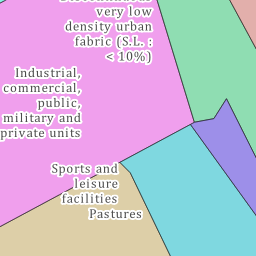 very low
density urban
fabric (S.L. :
< 10%)
Industrial,
commercial,
public,
military and
private units
Sports and
leisure
facilities
Pastures